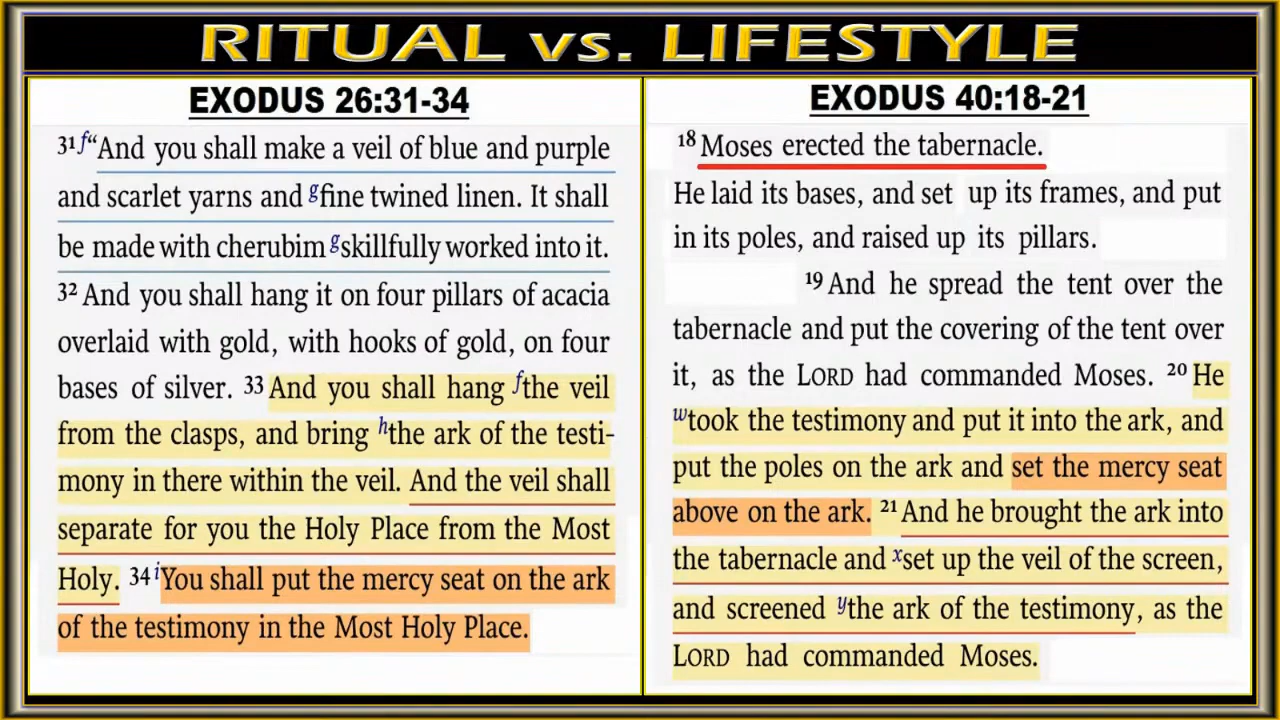 RITUAL vs. LIFESTYLE
EXODUS 26:31-34
31 f“And you shall make a veil of blue and purple
and scarlet yarns and gfine twined linen. It shall
be made with cherubim gskillfully worked into it.
32 And you shall hang it on four pillars of acacia
overlaid with gold, with hooks of gold, on four
bases of silver. 33 And you shall hang fthe veil
from the clasps, and bring hthe ark of the testi-
mony in there within the veil. And the veil shall
separate for you the Holy Place from the Most
Holy. 34 iYou shall put the mercy seat on the ark
of the testimony in the Most Holy Place.
EXODUS 40:18-21
18 Moses erected the tabernacle.
He laid its bases, and set up its frames, and put
in its poles, and raised up its pillars.
19 And he spread the tent over the
tabernacle and put the covering of the tent over
it, as the LORD had commanded Moses. 20 He
wtook the testimony and put it into the ark, and
put the poles on the ark and set the mercy seat
above on the ark. 21 And he brought the ark into
the tabernacle and xset up the veil of the screen,
and screened ythe ark of the testimony, as the
LORD had commanded Moses.